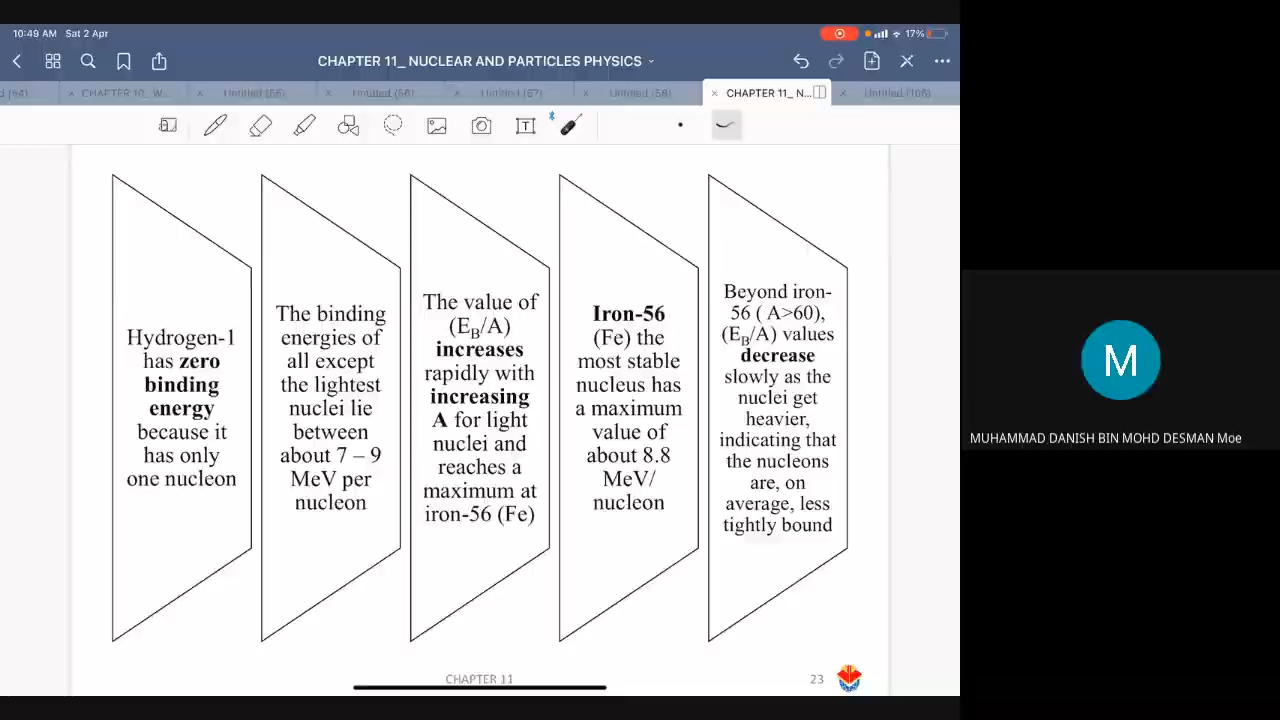 10:49 AM Sat 2 Apr
17%
CHAPTER 11_ NUCLEAR AND PARTICLES PHYSICS
CHAPTER 10_ W...
Untitled (55)
Untitled (56)
Untitled (57)
Untitled (58)
CHAPTER 11_ N...
Untitled (106)
Hydrogen-1
has zero
binding
energy
because it
has only
one nucleon
The binding
energies of
all except
the lightest
nuclei lie
between
about 7 – 9
MeV per
nucleon
The value of
(EB/A)
increases
rapidly with
increasing
A for light
nuclei and
reaches a
maximum at
iron-56 (Fe)
Iron-56
(Fe) the
most stable
nucleus has
a maximum
value of
about 8.8
MeV/
nucleon
Beyond iron-
56 ( A>60),
(EB/A) values
decrease
slowly as the
nuclei get
heavier,
indicating that
the nucleons
are, on
average, less
tightly bound
CHAPTER 11
23
M
MUHAMMAD DANISH BIN MOHD DESMAN Moe